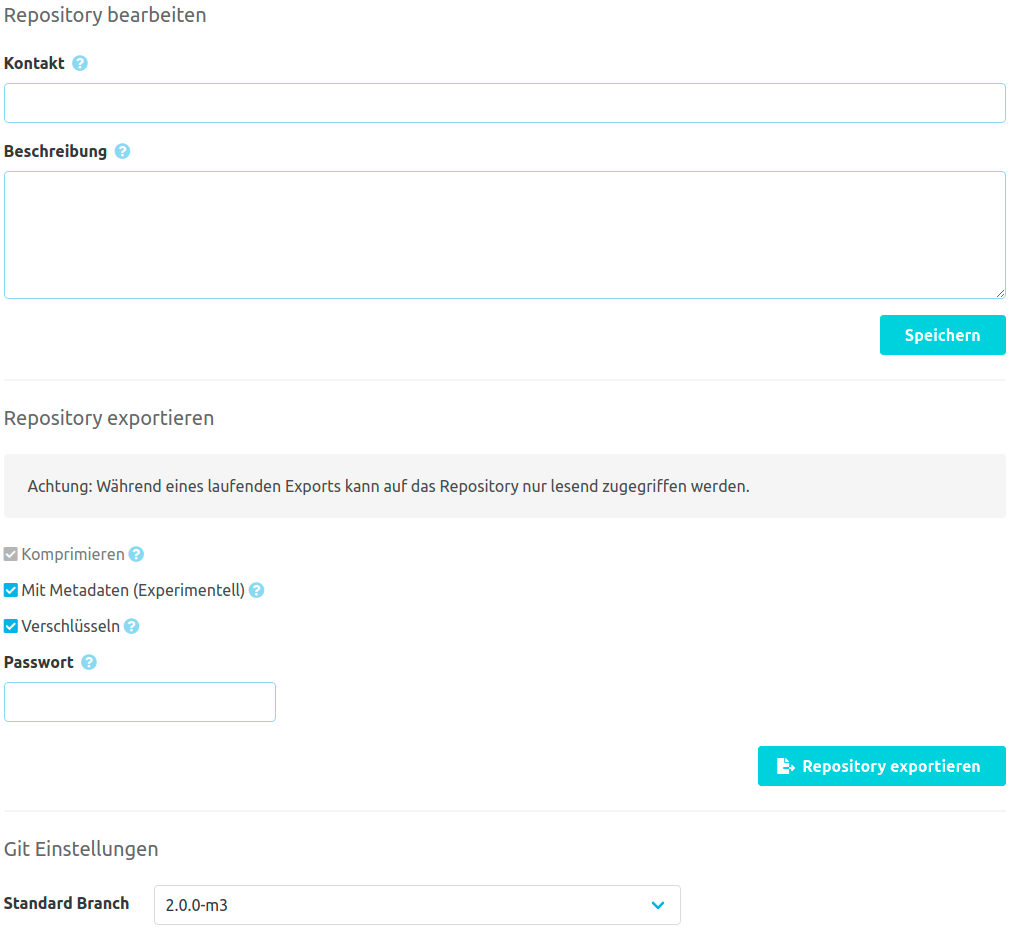 Repository bearbeiten
Kontakt
Beschreibung
Speichern
Repository exportieren
Achtung: Während eines laufenden Exports kann auf das Repository nur lesend zugegriffen werden.
Komprimieren
Mit Metadaten (Experimentell)
Verschlüsseln
Passwort
Repository exportieren
Git Einstellungen
Standard Branch
2.0.0-m3